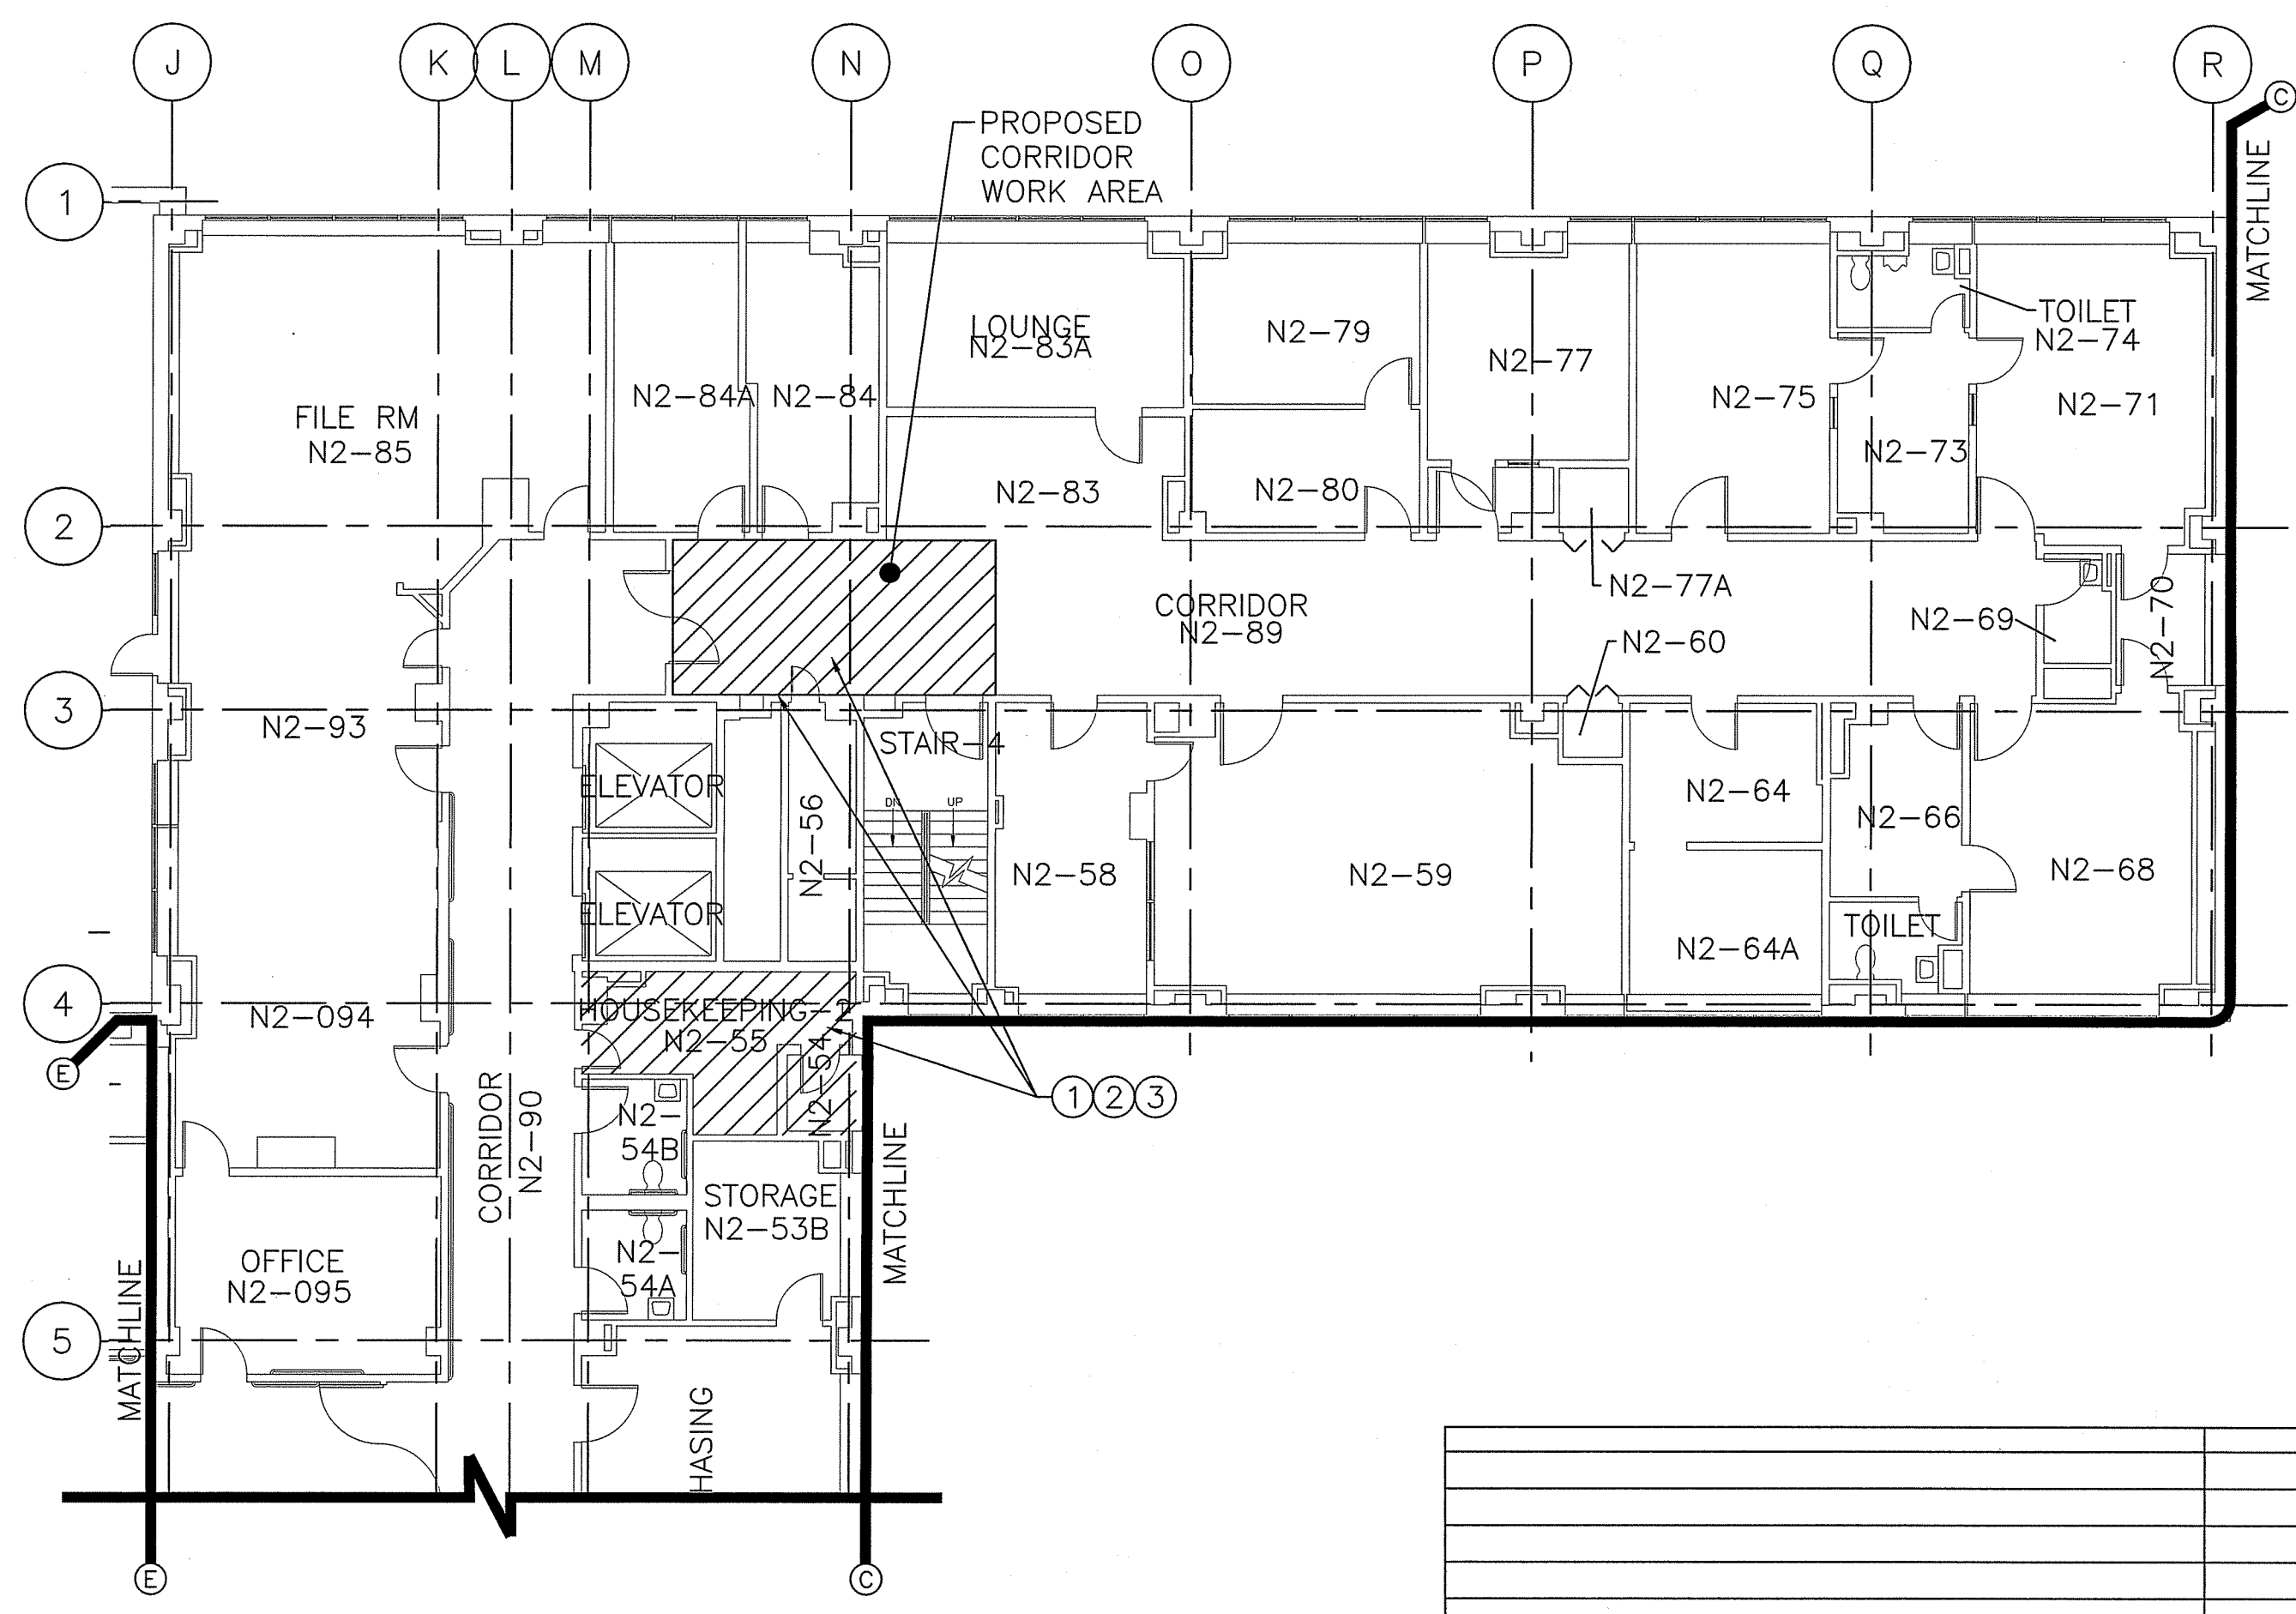 J
K
L
M
N
O
P
Q
R
C
PROPOSED
CORRIDOR
WORK AREA
MATCHLINE
1
LOUNGE
N2-83A
N2-79
N2-77
TOILET
N2-74
N2-84A
N2-84
N2-75
N2-71
FILE RM
N2-85
N2-73
N2-83
N2-80
2
N2-77A
CORRIDOR
N2-89
N2-69
N2-70
N2-60
3
N2-93
STAIR-4
ELEVATOR
N2-56
DN
UP
N2-64
N2-66
N2-58
N2-59
N2-68
ELEVATOR
TOILET
N2-64A
4
N2-094
HOUSEKEEPING-2
N2-55
N2-54
E
1 2 3
CORRIDOR
N2-90
N2-
54B
MATCHLINE
STORAGE
N2-53B
N2-
54A
OFFICE
N2-095
MATCHLINE
5
HASING
E
C